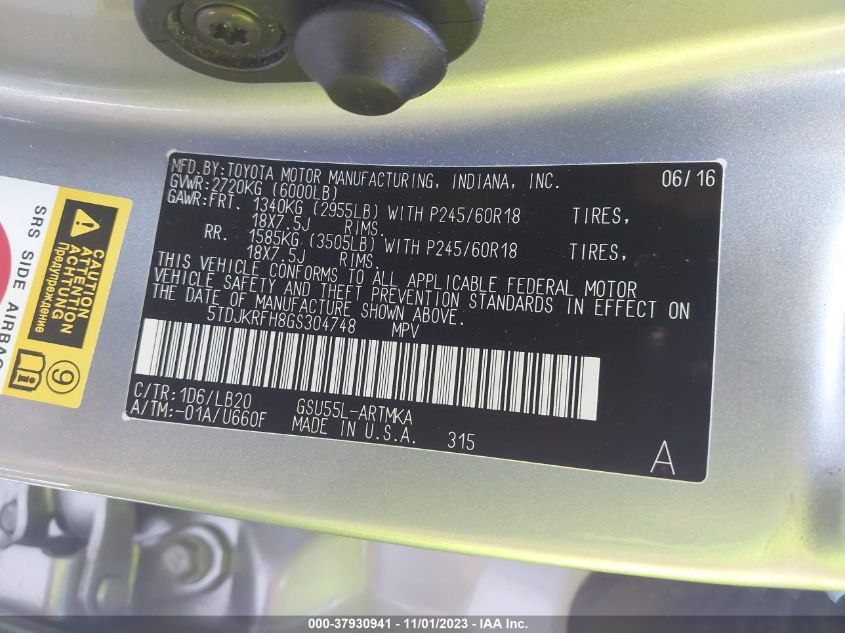 MFD. BY: TOYOTA MOTOR MANUFACTURING, INDIANA, INC. 06/16
GVWR: 2720KG (6000LB)
GAWR: FRT. 1340KG (2955LB) WITH P245/60R18 TIRES,
18X7.5J RIMS.
RR. 1585KG (3505LB) WITH P245/60R18 TIRES,
18X7.5J RIMS.
THIS VEHICLE CONFORMS TO ALL APPLICABLE FEDERAL MOTOR
VEHICLE SAFETY AND THEFT PREVENTION STANDARDS IN EFFECT ON
THE DATE OF MANUFACTURE SHOWN ABOVE.
5TDJKRFH8GS304748 MPV
C/TR: 1D6/LB20 GSU55L-ARTMKA
A/TM:-01A/U660F MADE IN U.S.A. 315
A
SRS SIDE AIRBAG
CAUTION
ATTENTION
ACHTUNG
Предупреждение
9
000-37930941 - 11/01/2023 - IAA Inc.